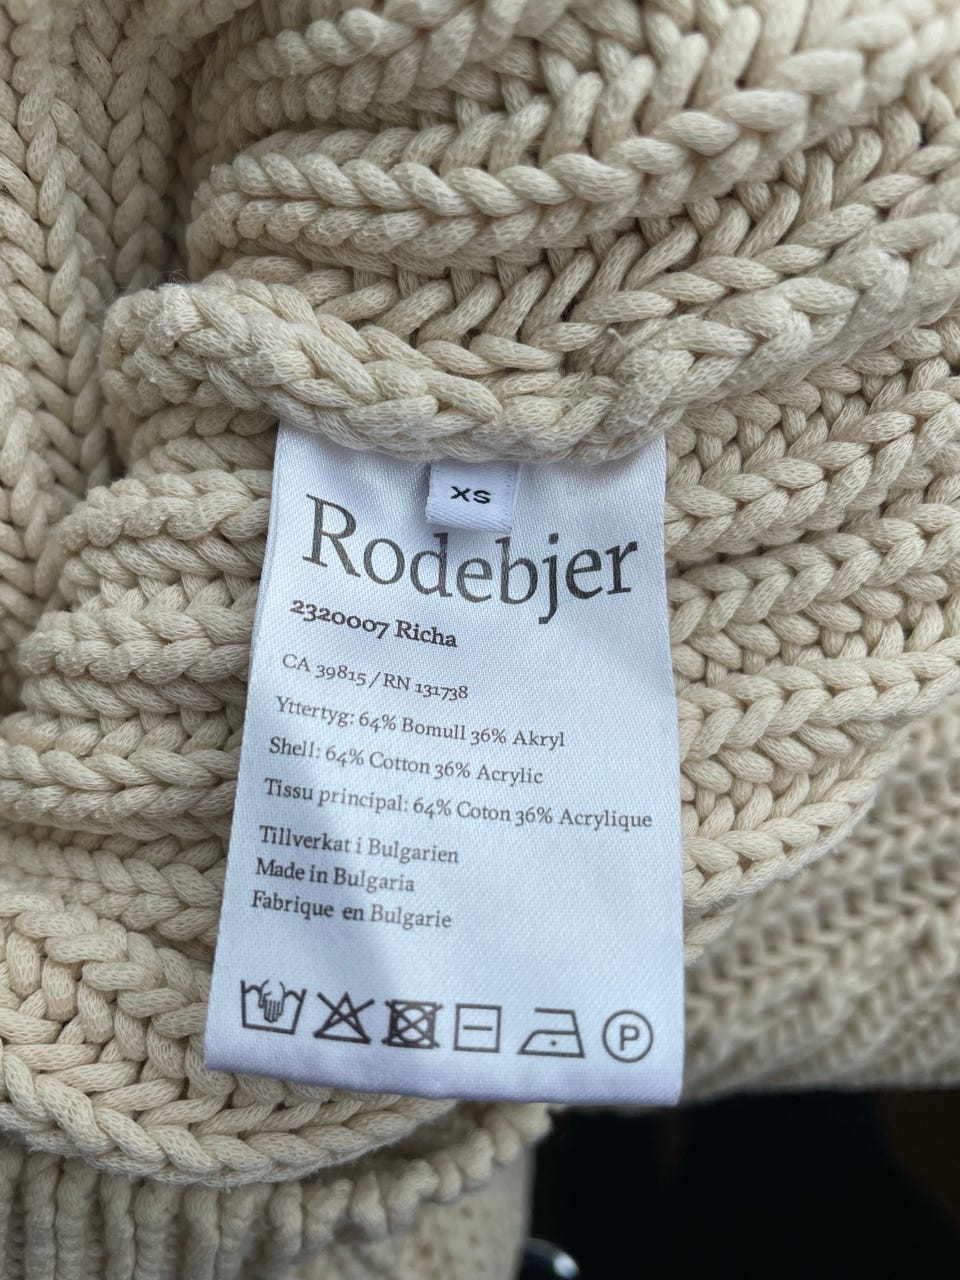 XS
Rodebjer
2320007 Richa
CA 39815 / RN 131738
Yttertyg: 64% Bomull 36% Akryl
Shell: 64% Cotton 36% Acrylic
Tissu principal: 64% Coton 36% Acrylique
Tillverkat i Bulgarien
Made in Bulgaria
Fabrique en Bulgarie
P